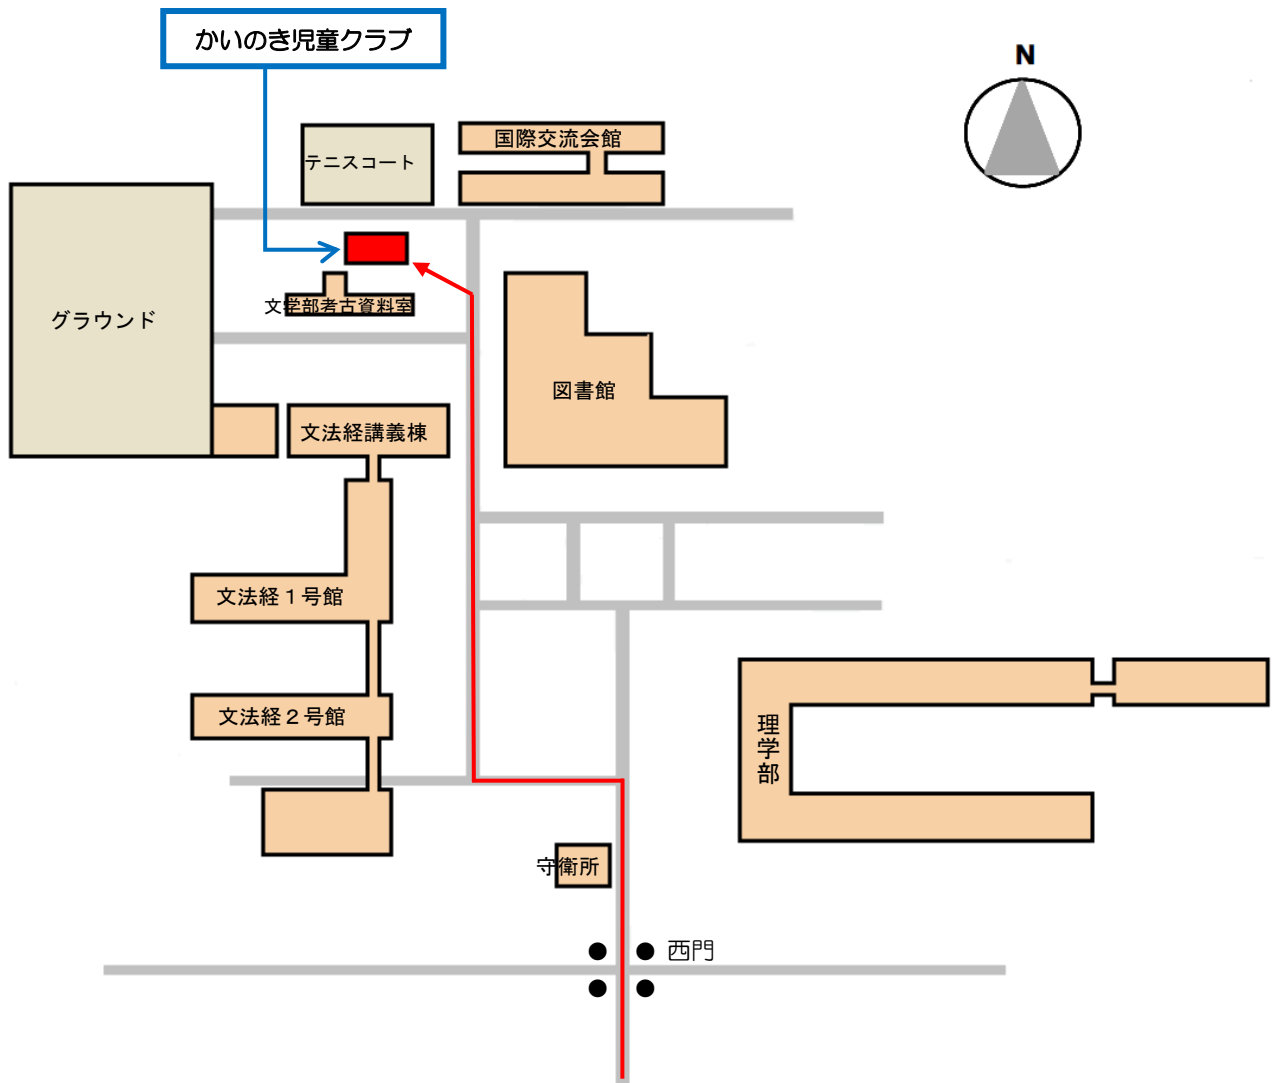 かいのき児童クラブ
N
国際交流会館
テニスコート
文学部考古資料室
グラウンド
図書館
文法経講義棟
文法経１号館
文法経２号館
理学部
守衛所
西門